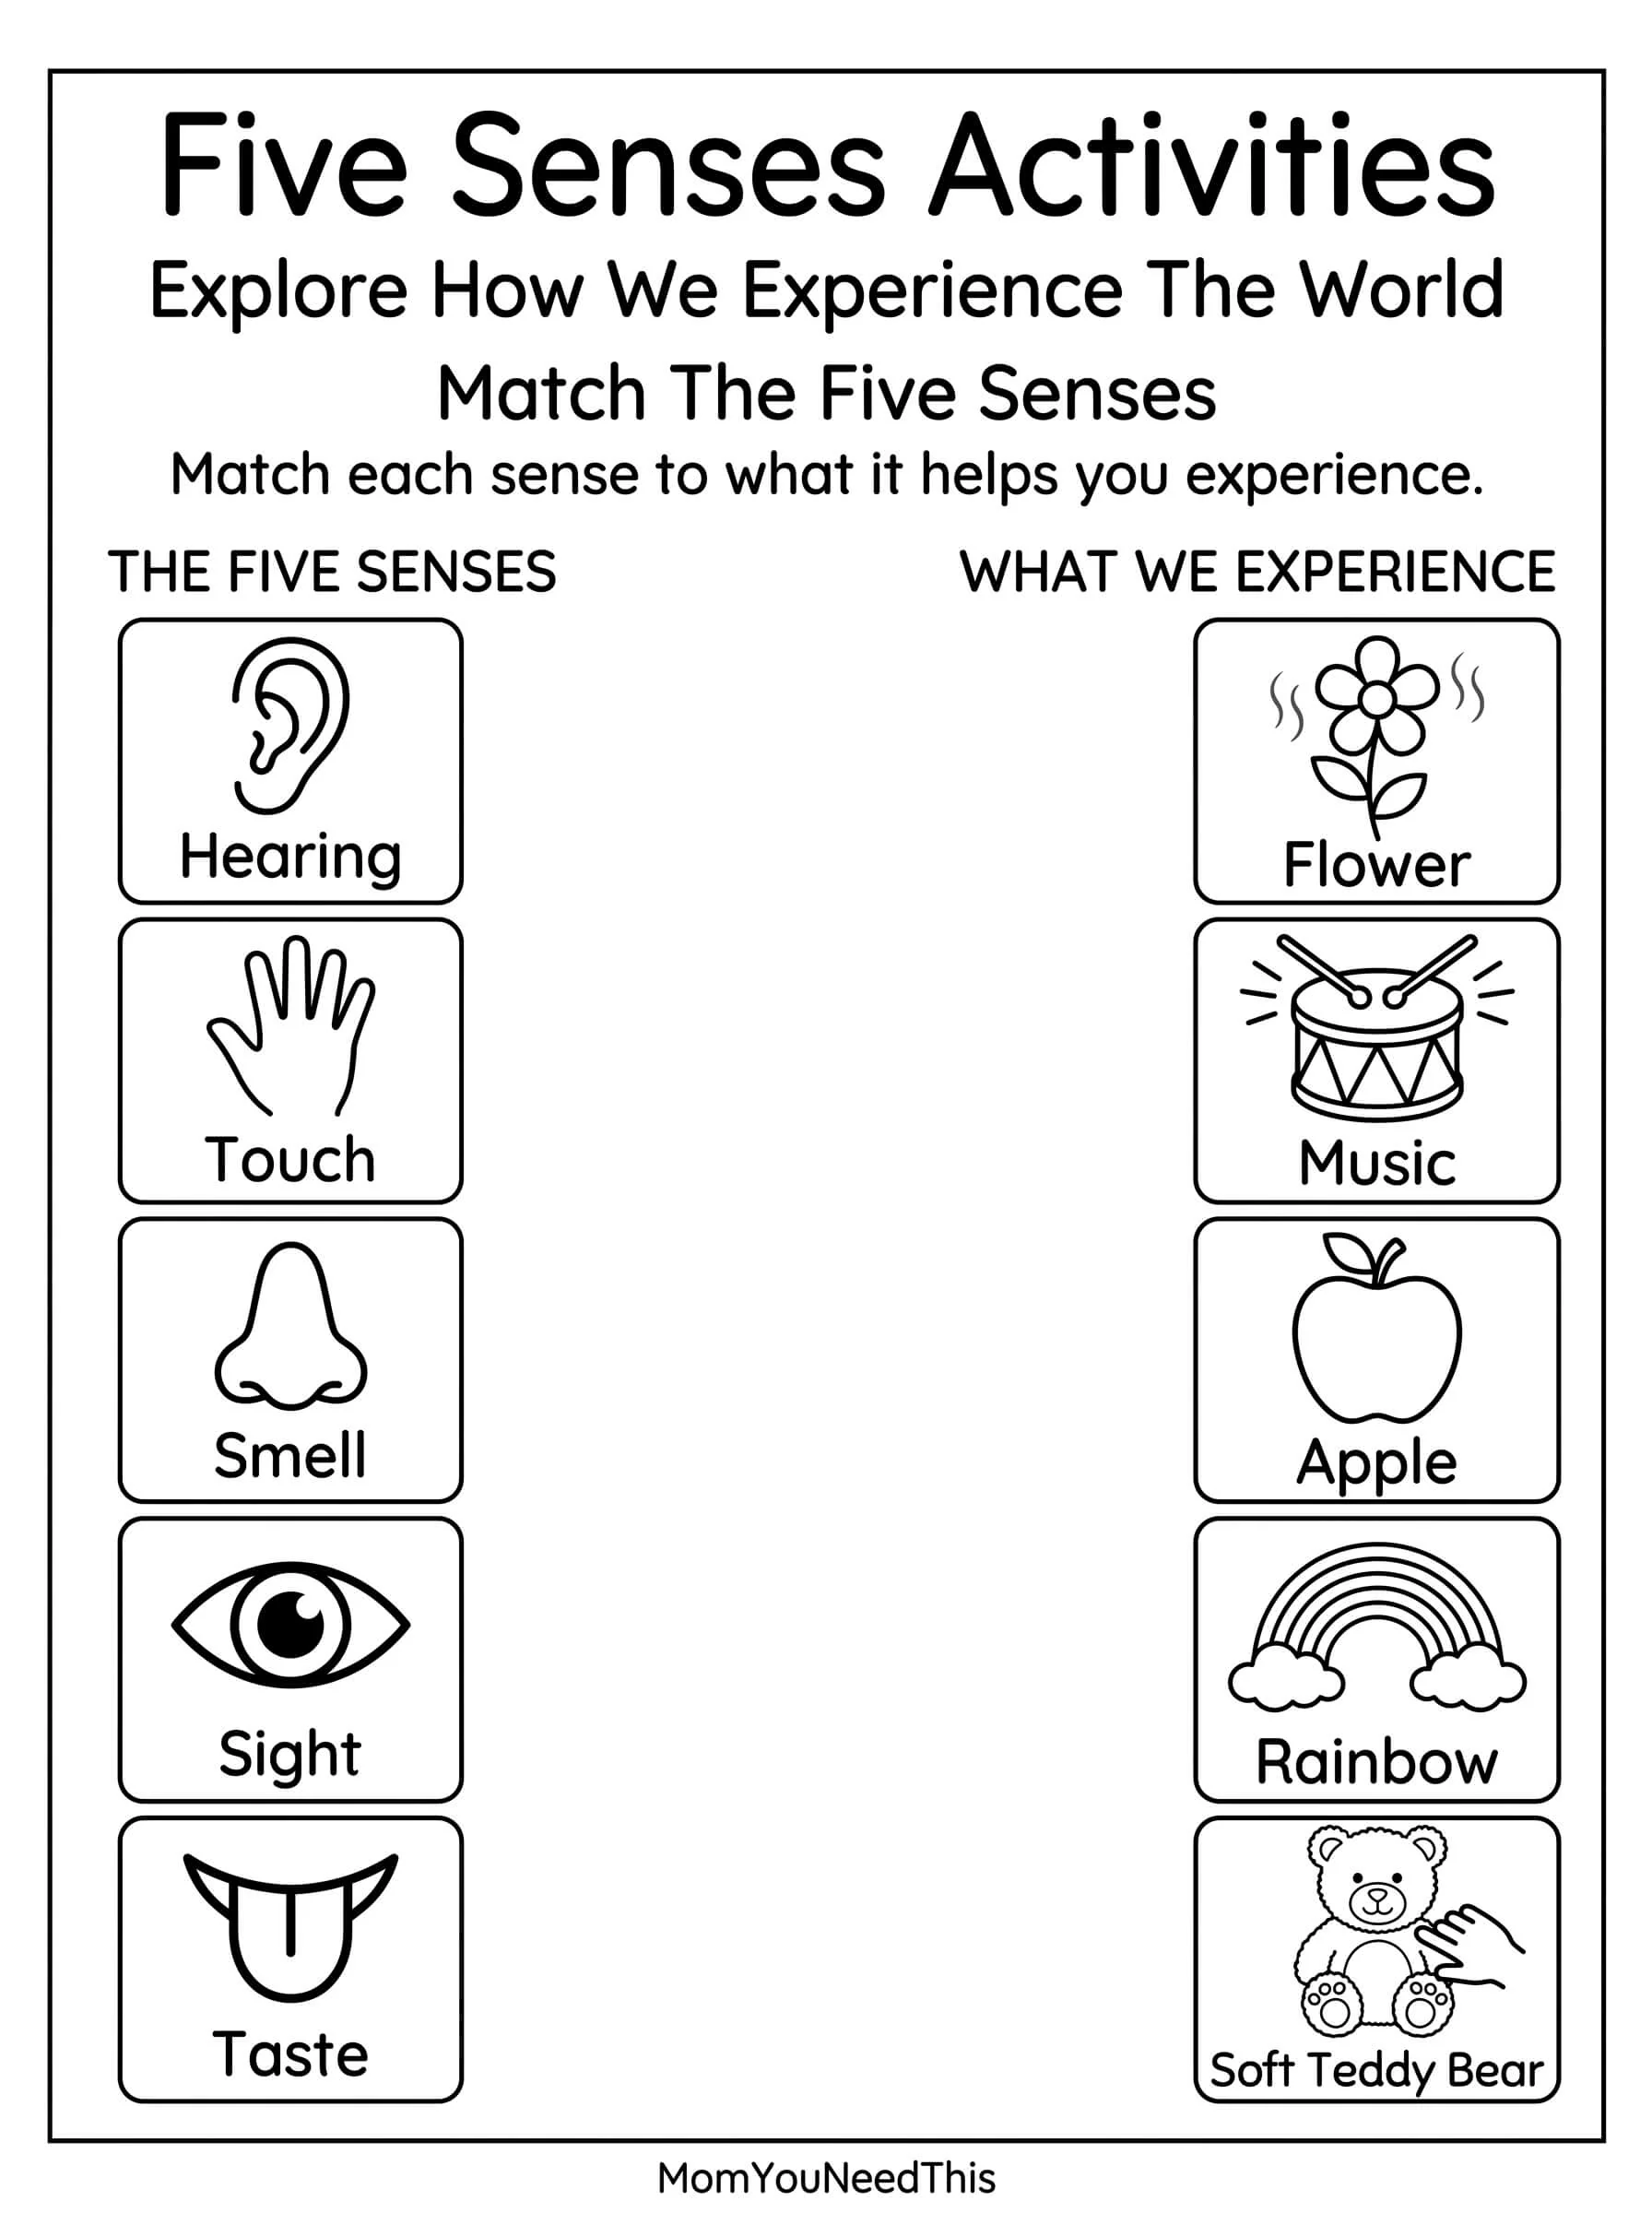 Five Senses Activities
Explore How We Experience The World
Match The Five Senses
Match each sense to what it helps you experience.
THE FIVE SENSES
WHAT WE EXPERIENCE
Hearing
Flower
Touch
Music
Smell
Apple
Sight
Rainbow
Taste
Soft Teddy Bear
MomYouNeedThis